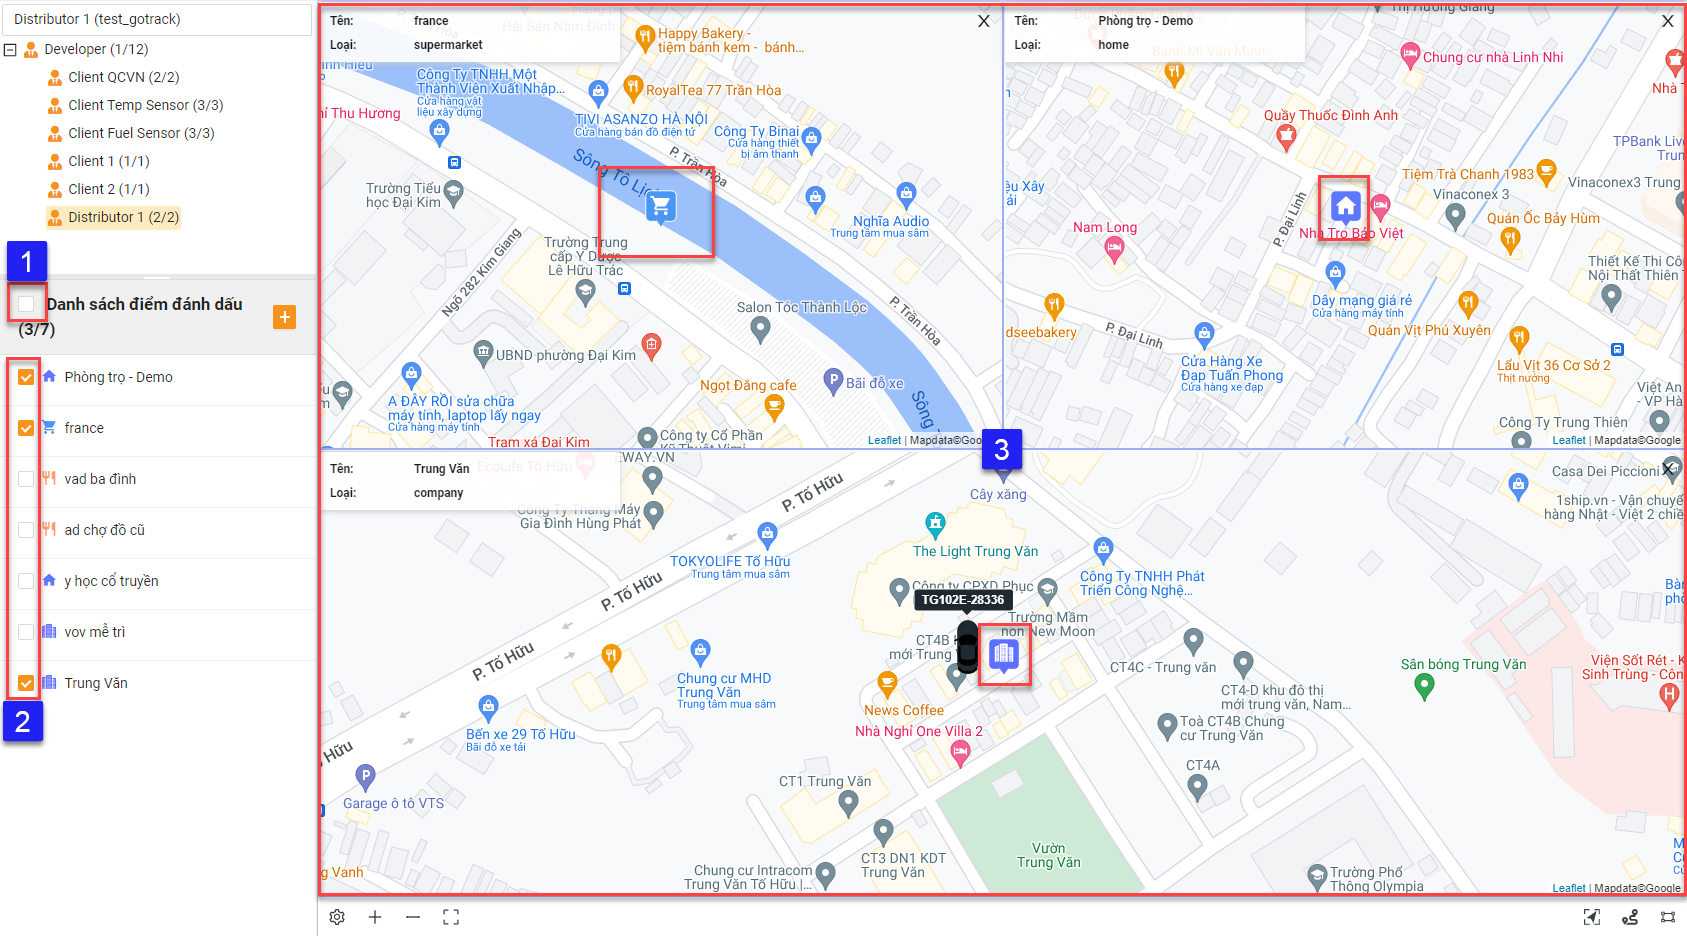 Distributor 1 (test_gotrack)
Developer (1/12)
Client QCVN (2/2)
Client Temp Sensor (3/3)
Client Fuel Sensor (3/3)
Client 1 (1/1)
Client 2 (1/1)
Distributor 1 (2/2)
1
Danh sách điểm đánh dấu
(3/7)
+
Phòng trọ - Demo
france
vad ba đình
ad chợ đồ cũ
y học cổ truyền
vov mễ trì
Trung Văn
2
Tên: france
Loại: supermarket
X
Happy Bakery -
tiệm bánh kem - bánh...
Công Ty TNHH Một
Thành Viên Xuất Nhập...
Cửa hàng vật
liệu xây dựng
RoyalTea 77 Trần Hòa
Thu Hương
TIVI ASANZO HÀ NỘI
Cửa hàng bán đồ điện tử
Công Ty Binai
Cửa hàng thiết
bị âm thanh
P. Trần Hòa
Sông Tô Lịch
Trường Tiểu
học Đại Kim
Nghĩa Audio
Trung tâm mua sắm
Ngõ 282 Kim Giang
Trường Trung
cấp Y Dược
Lê Hữu Trác
Salon Tóc Thành Lộc
P. Trần Hòa
UBND phường Đại Kim
Ngọt Đắng cafe
P
Bãi đỗ xe
Sông
A ĐÂY RỒI sửa chữa
máy tính, laptop lấy ngay
Cửa hàng máy tính
Trạm xá Đại Kim
Công ty Cổ Phần
Leaflet | Mapdata©Goo
Tên: Phòng trọ - Demo
Loại: home
X
Thị Hương Giang
Bánh Mì Vân Minh
Chung cư nhà Linh Nhi
Nhà T
Quầy Thuốc Đình Anh
TPBank Live
Trun
Tiệm Trà Chanh 1983
Vinaconex 3
Vinaconex3 Trung
ệu Xây
ải
P. Đại Linh
Quán Ốc Bảy Hùm
Nam Long
Nhà Trọ Bảo Việt
Thiết Kế Thi Cô
Nội Thất Thiên
Dây mạng giá rẻ
Cửa hàng máy tính
dseebakery
P. Đại Linh
Quán Vịt Phú Xuyên
Cửa Hàng Xe
Đạp Tuấn Phong
Cửa hàng xe đạp
Lẩu Vịt 36 Cơ Sở 2
Thịt nướng
Việt An
- VP Hà
Công Ty Trung Thiên
Leaflet | Mapdata©Google
3
Tên: Trung Văn
Loại: company
X
EcoLife Tố Hữu
EWAY.VN
Công Ty Thang Máy
Gia Đình Hùng Phát
P. Tố Hữu
Cây xăng
Casa Dei Piccioni
1ship.vn - Vận chuyể
hàng Nhật - Việt 2 chiề
The Light Trung Văn
TOKYOLIFE Tố Hữu
Trung tâm mua sắm
P. Tố Hữu
Công ty CPXD Phục
TG102E-28336
Công Ty TNHH Phát
Triển Công Nghệ...
Trường Mầm
non New Moon
CT4B
mới Trung
P. Tố Hữu
CT4C - Trung văn
Sân bóng Trung Văn
Viện Sốt Rét - K
Sinh Trùng - Côn
H
Chung cư MHD
Trung Văn
Trung tâm mua sắm
CT4-D khu đô thị
mới trung văn, Nam...
News Coffee
Nhà Nghỉ One Villa 2
Toà CT4B Chung
cư Trung Văn
Bến xe 29 Tố Hữu
Bãi đỗ xe tải
Hữu
P
Garage ô tô VTS
CT1 Trung Văn
CT4A
Vườn
Trung Văn
CT3 DN1 KDT
Trung Văn
Chung cư Intracom
Trung Văn Tố Hữu |...
g Vanh
Trường Phổ
Thông Olympia
Leaflet | Mapdata©Google